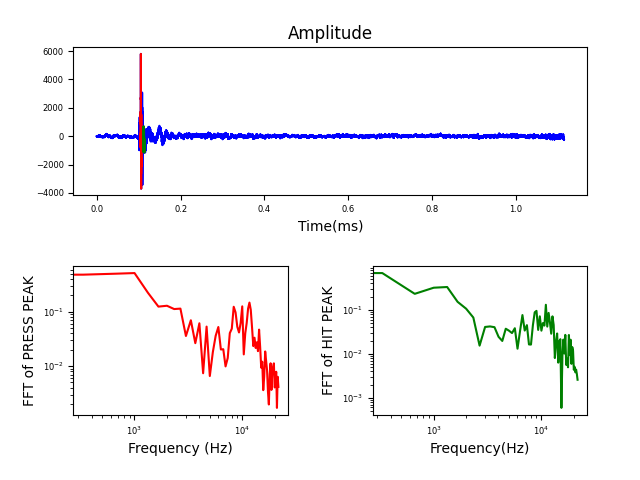 Amplitude
6000
4000
2000
0
−2000
−4000
0.0 0.2 0.4 0.6 0.8 1.0
Time(ms)
FFT of PRESS PEAK
10⁻¹
10⁻²
10³ 10⁴
Frequency (Hz)
FFT of HIT PEAK
10⁻¹
10⁻²
10⁻³
10³ 10⁴
Frequency(Hz)